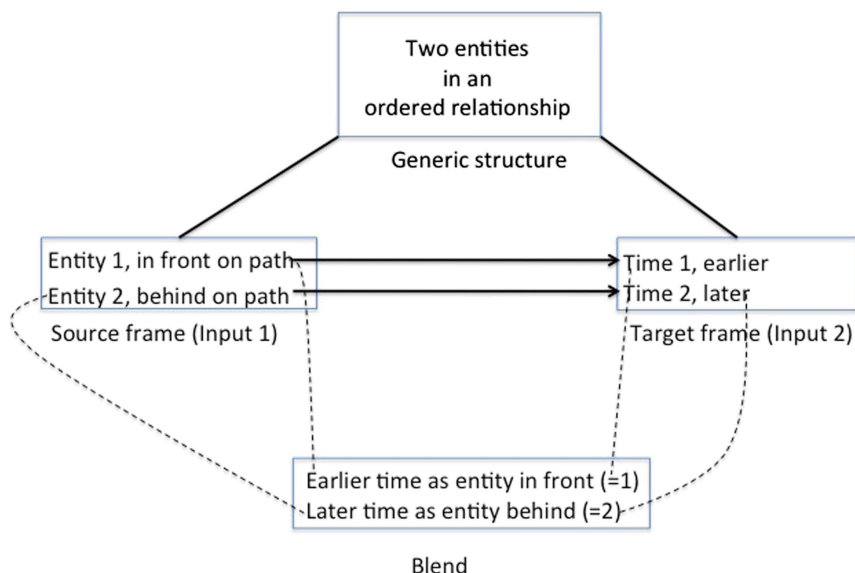 Two entities
in an
ordered relationship
Generic structure
Entity 1, in front on path
Entity 2, behind on path
Time 1, earlier
Time 2, later
Source frame (Input 1)
Target frame (Input 2)
Earlier time as entity in front (=1)
Later time as entity behind (=2)
Blend